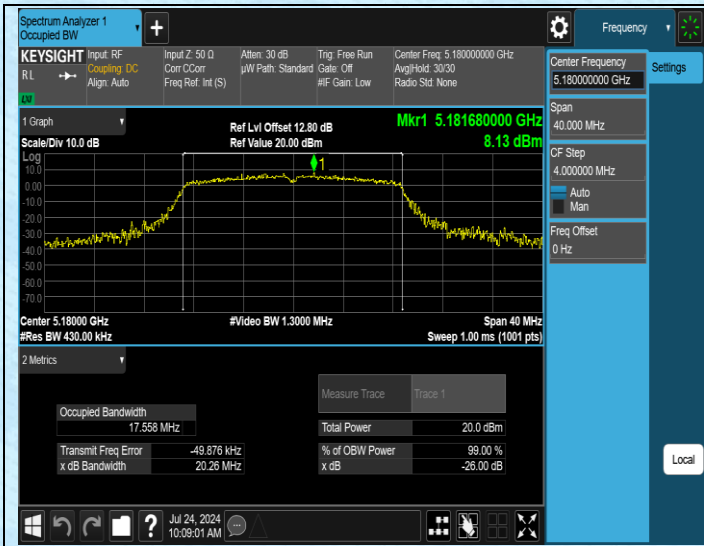 Spectrum Analyzer 1
Occupied BW
Frequency
KEYSIGHT
RL
LXI
Input: RF
Coupling: DC
Align: Auto
Input Z: 50 Ω
Corr CCorr
Freq Ref: Int (S)
Atten: 30 dB
µW Path: Standard
Trig: Free Run
Gate: Off
#IF Gain: Low
Center Freq: 5.180000000 GHz
Avg|Hold: 30/30
Radio Std: None
Center Frequency
5.180000000 GHz
Settings
Span
40.000 MHz
CF Step
4.000000 MHz
Auto
Man
Freq Offset
0 Hz
1 Graph
Scale/Div 10.0 dB
Ref Lvl Offset 12.80 dB
Ref Value 20.00 dBm
Mkr1 5.181680000 GHz
8.13 dBm
Log
10.0
0.00
-10.0
-20.0
-30.0
-40.0
-50.0
-60.0
-70.0
1
Center 5.18000 GHz
#Res BW 430.00 kHz
#Video BW 1.3000 MHz
Span 40 MHz
Sweep 1.00 ms (1001 pts)
2 Metrics
Measure Trace
Trace 1
Occupied Bandwidth
17.558 MHz
Total Power
20.0 dBm
Transmit Freq Error
-49.876 kHz
% of OBW Power
99.00 %
x dB Bandwidth
20.26 MHz
x dB
-26.00 dB
Local
?
Jul 24, 2024
10:09:01 AM